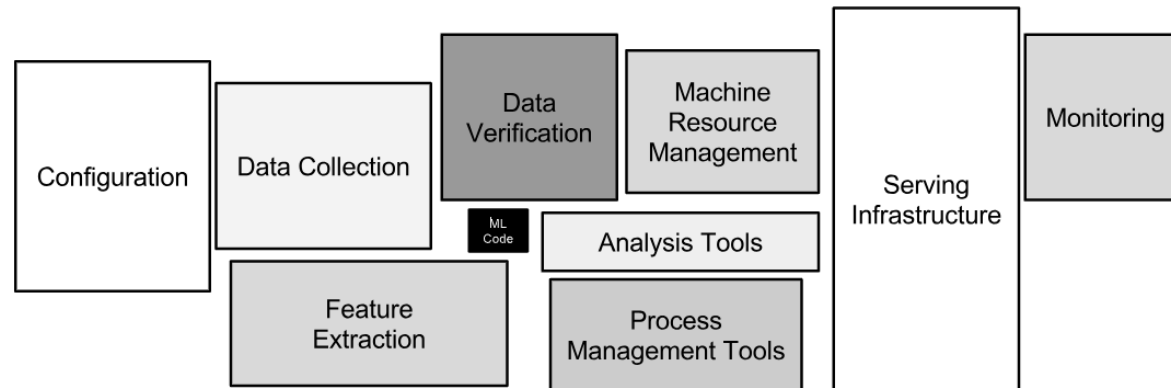 Configuration
Data Collection
Data
Verification
Machine
Resource
Management
Serving
Infrastructure
Monitoring
ML
Code
Analysis Tools
Feature
Extraction
Process
Management Tools